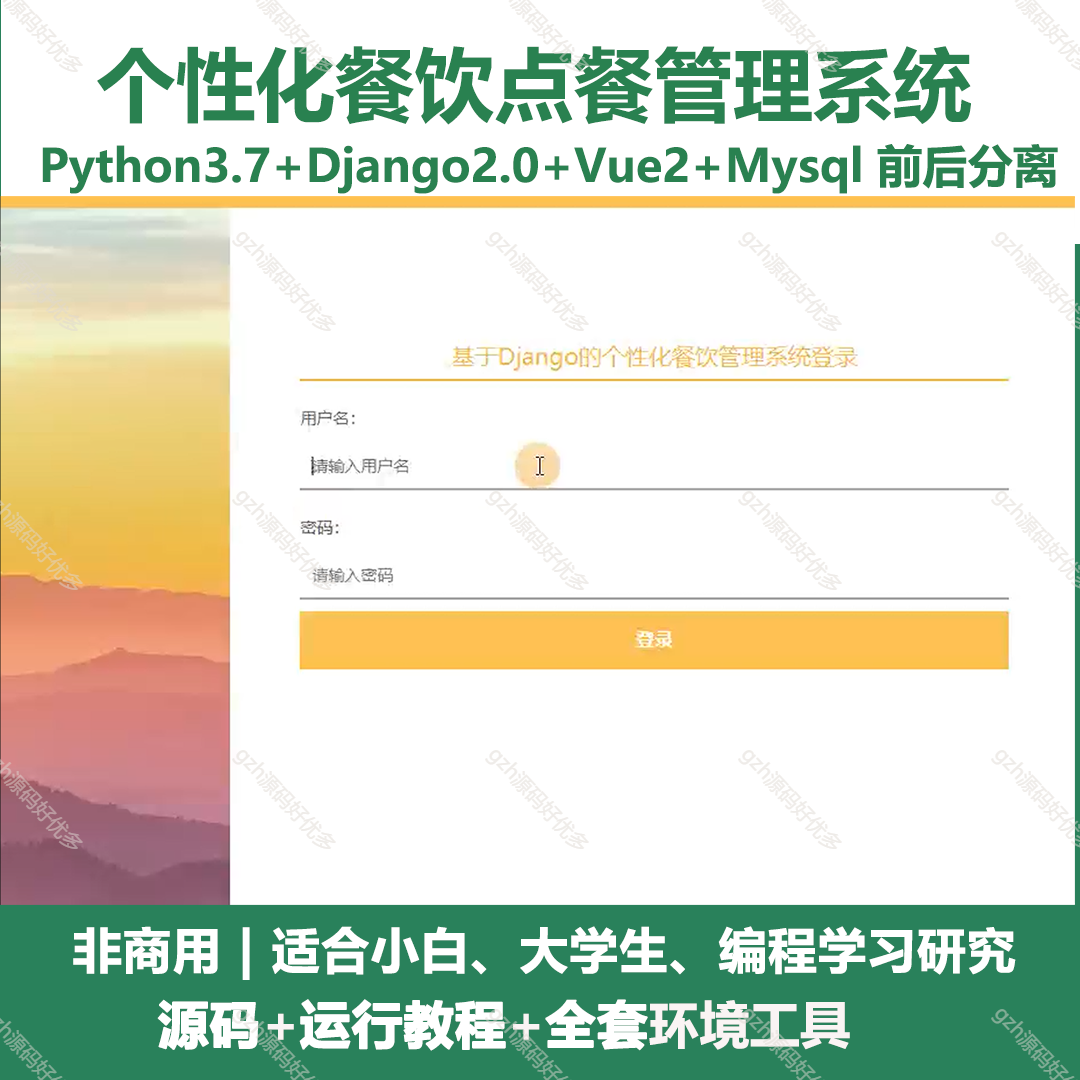 个性化餐饮点餐管理系统
Python3.7+Django2.0+Vue2+Mysql 前后分离
基于Django的个性化餐饮管理系统登录
用户名：
请输入用户名
密码：
请输入密码
登录
非商用｜适合小白、大学生、编程学习研究
源码+运行教程+全套环境工具
gzh源码好优多